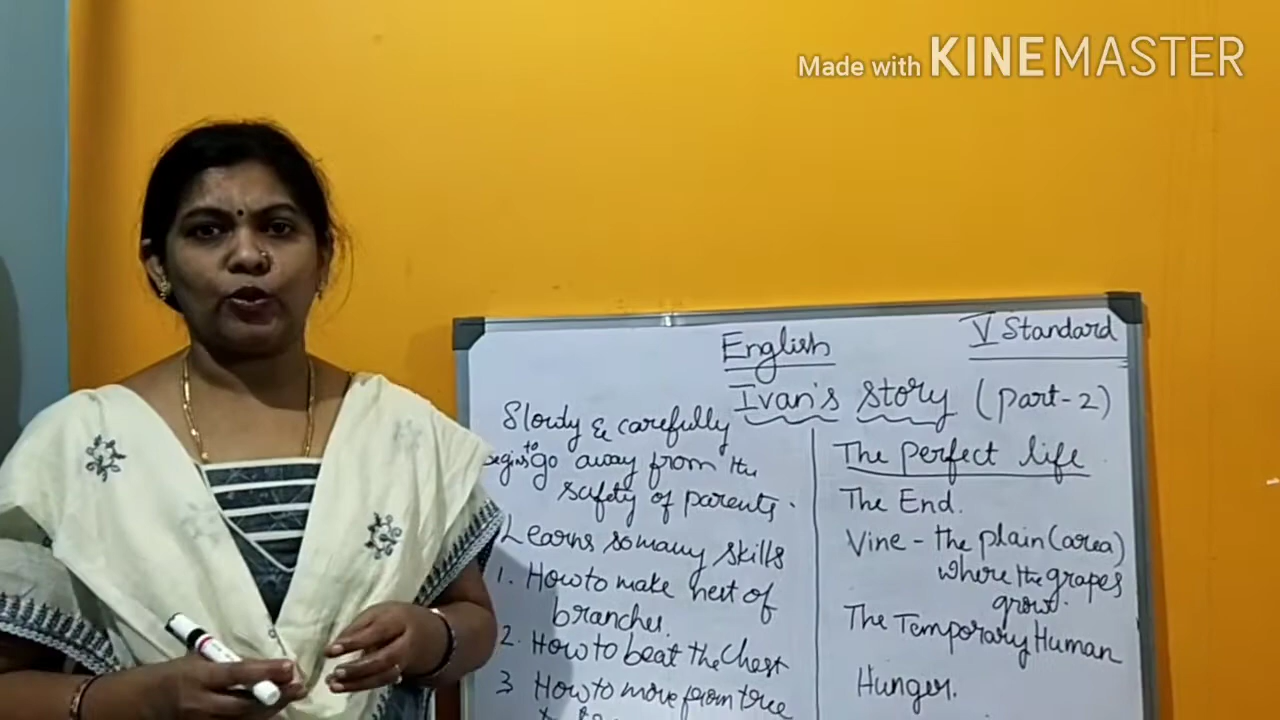 Made with KINEMASTER
English
V Standard
Ivan's story (part-2)
Slowly & carefully
begins to go away from the
safety of parents.
Learns so many skills
1. How to make nest of
branches.
2. How to beat the chest
3 How to move from tree
The perfect life
The End.
Vine - the plain (area)
where the grapes
grow.
The Temporary Human
Hunger.